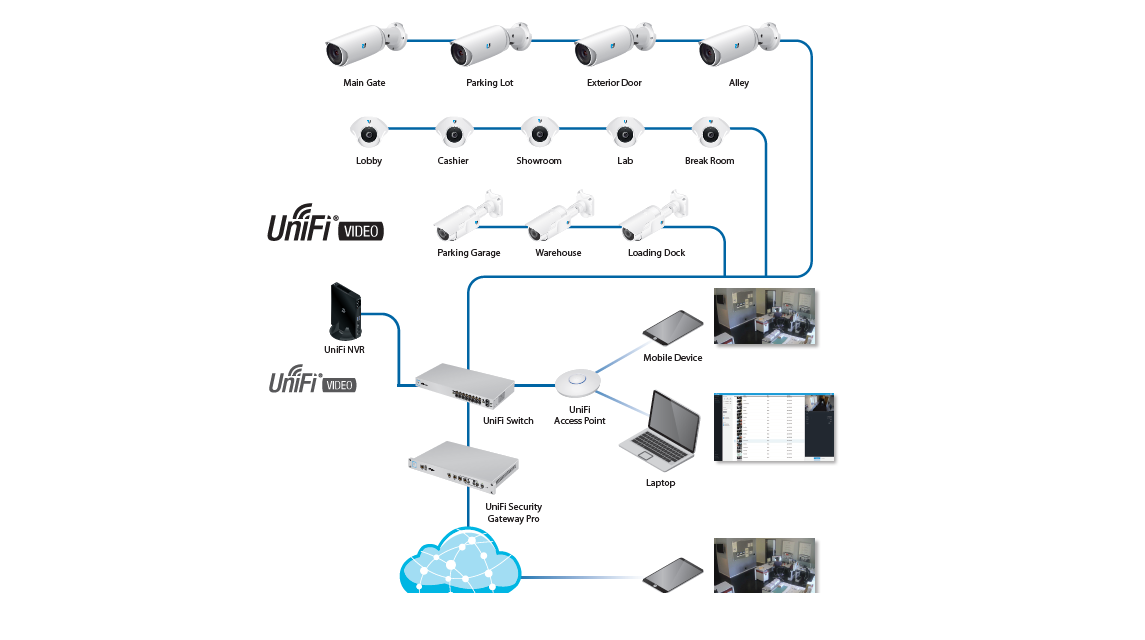 Main Gate
Parking Lot
Exterior Door
Alley
Lobby
Cashier
Showroom
Lab
Break Room
UniFi® VIDEO
Parking Garage
Warehouse
Loading Dock
UniFi NVR
Mobile Device
UniFi® VIDEO
UniFi Switch
UniFi
Access Point
Laptop
UniFi Security
Gateway Pro